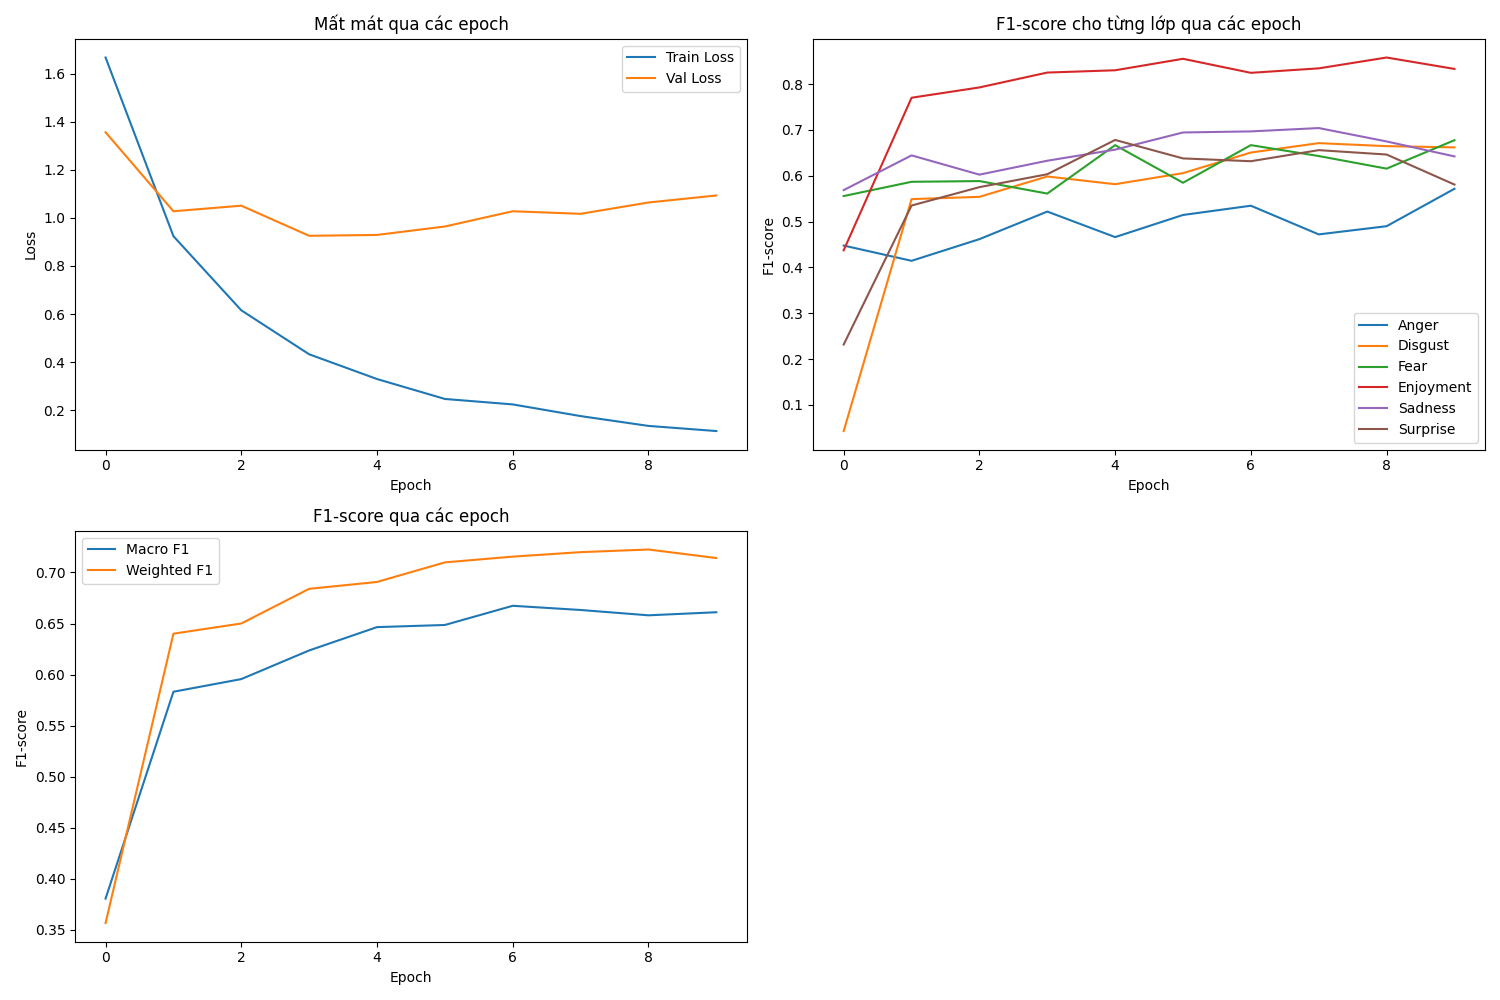 Mất mát qua các epoch
Train Loss
Val Loss
Loss
1.6
1.4
1.2
1.0
0.8
0.6
0.4
0.2
0 2 4 6 8
Epoch
F1-score cho từng lớp qua các epoch
F1-score
0.8
0.7
0.6
0.5
0.4
0.3
0.2
0.1
Anger
Disgust
Fear
Enjoyment
Sadness
Surprise
0 2 4 6 8
Epoch
F1-score qua các epoch
Macro F1
Weighted F1
F1-score
0.70
0.65
0.60
0.55
0.50
0.45
0.40
0.35
0 2 4 6 8
Epoch